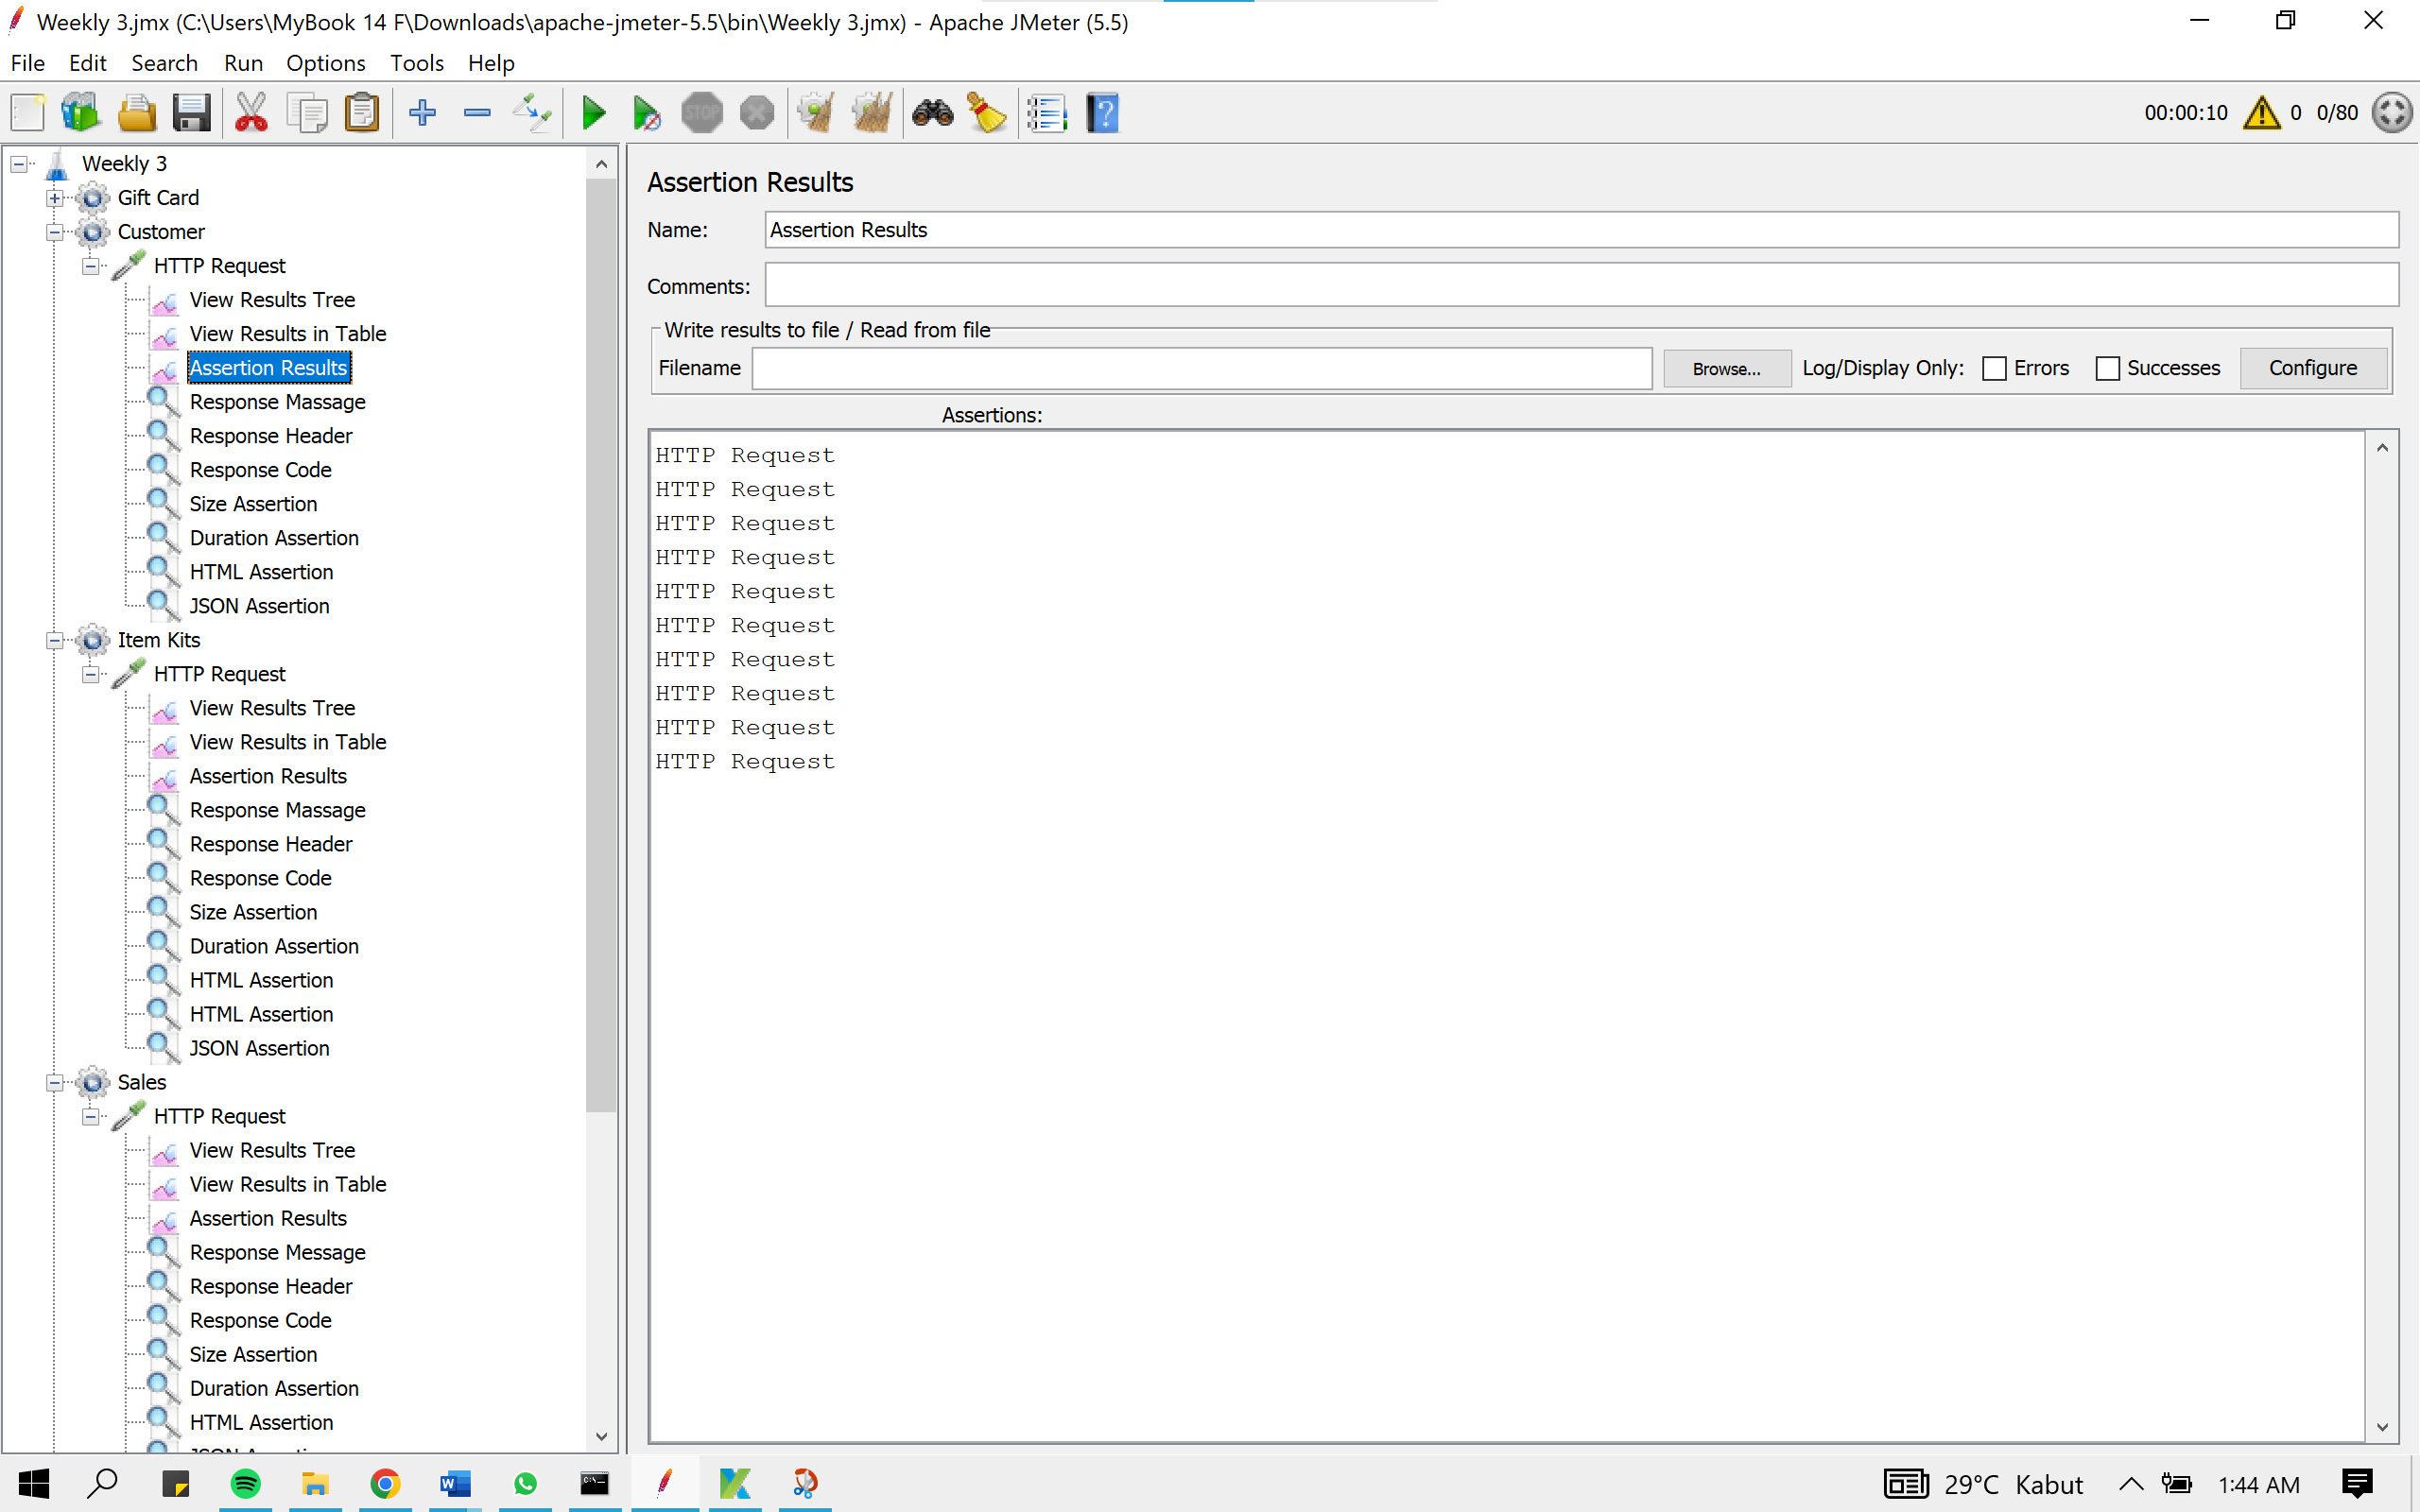 Weekly 3.jmx (C:\Users\MyBook 14 F\Downloads\apache-jmeter-5.5\bin\Weekly 3.jmx) - Apache JMeter (5.5)
File Edit Search Run Options Tools Help
STOP
00:00:10 0 0/80
Weekly 3
Gift Card
Customer
HTTP Request
View Results Tree
View Results in Table
Assertion Results
Response Massage
Response Header
Response Code
Size Assertion
Duration Assertion
HTML Assertion
JSON Assertion
Item Kits
HTTP Request
View Results Tree
View Results in Table
Assertion Results
Response Massage
Response Header
Response Code
Size Assertion
Duration Assertion
HTML Assertion
HTML Assertion
JSON Assertion
Sales
HTTP Request
View Results Tree
View Results in Table
Assertion Results
Response Message
Response Header
Response Code
Size Assertion
Duration Assertion
HTML Assertion
Assertion Results
Name: Assertion Results
Comments:
Write results to file / Read from file
Filename Browse... Log/Display Only: Errors Successes Configure
Assertions:
HTTP Request
HTTP Request
HTTP Request
HTTP Request
HTTP Request
HTTP Request
HTTP Request
HTTP Request
HTTP Request
HTTP Request
29°C Kabut 1:44 AM